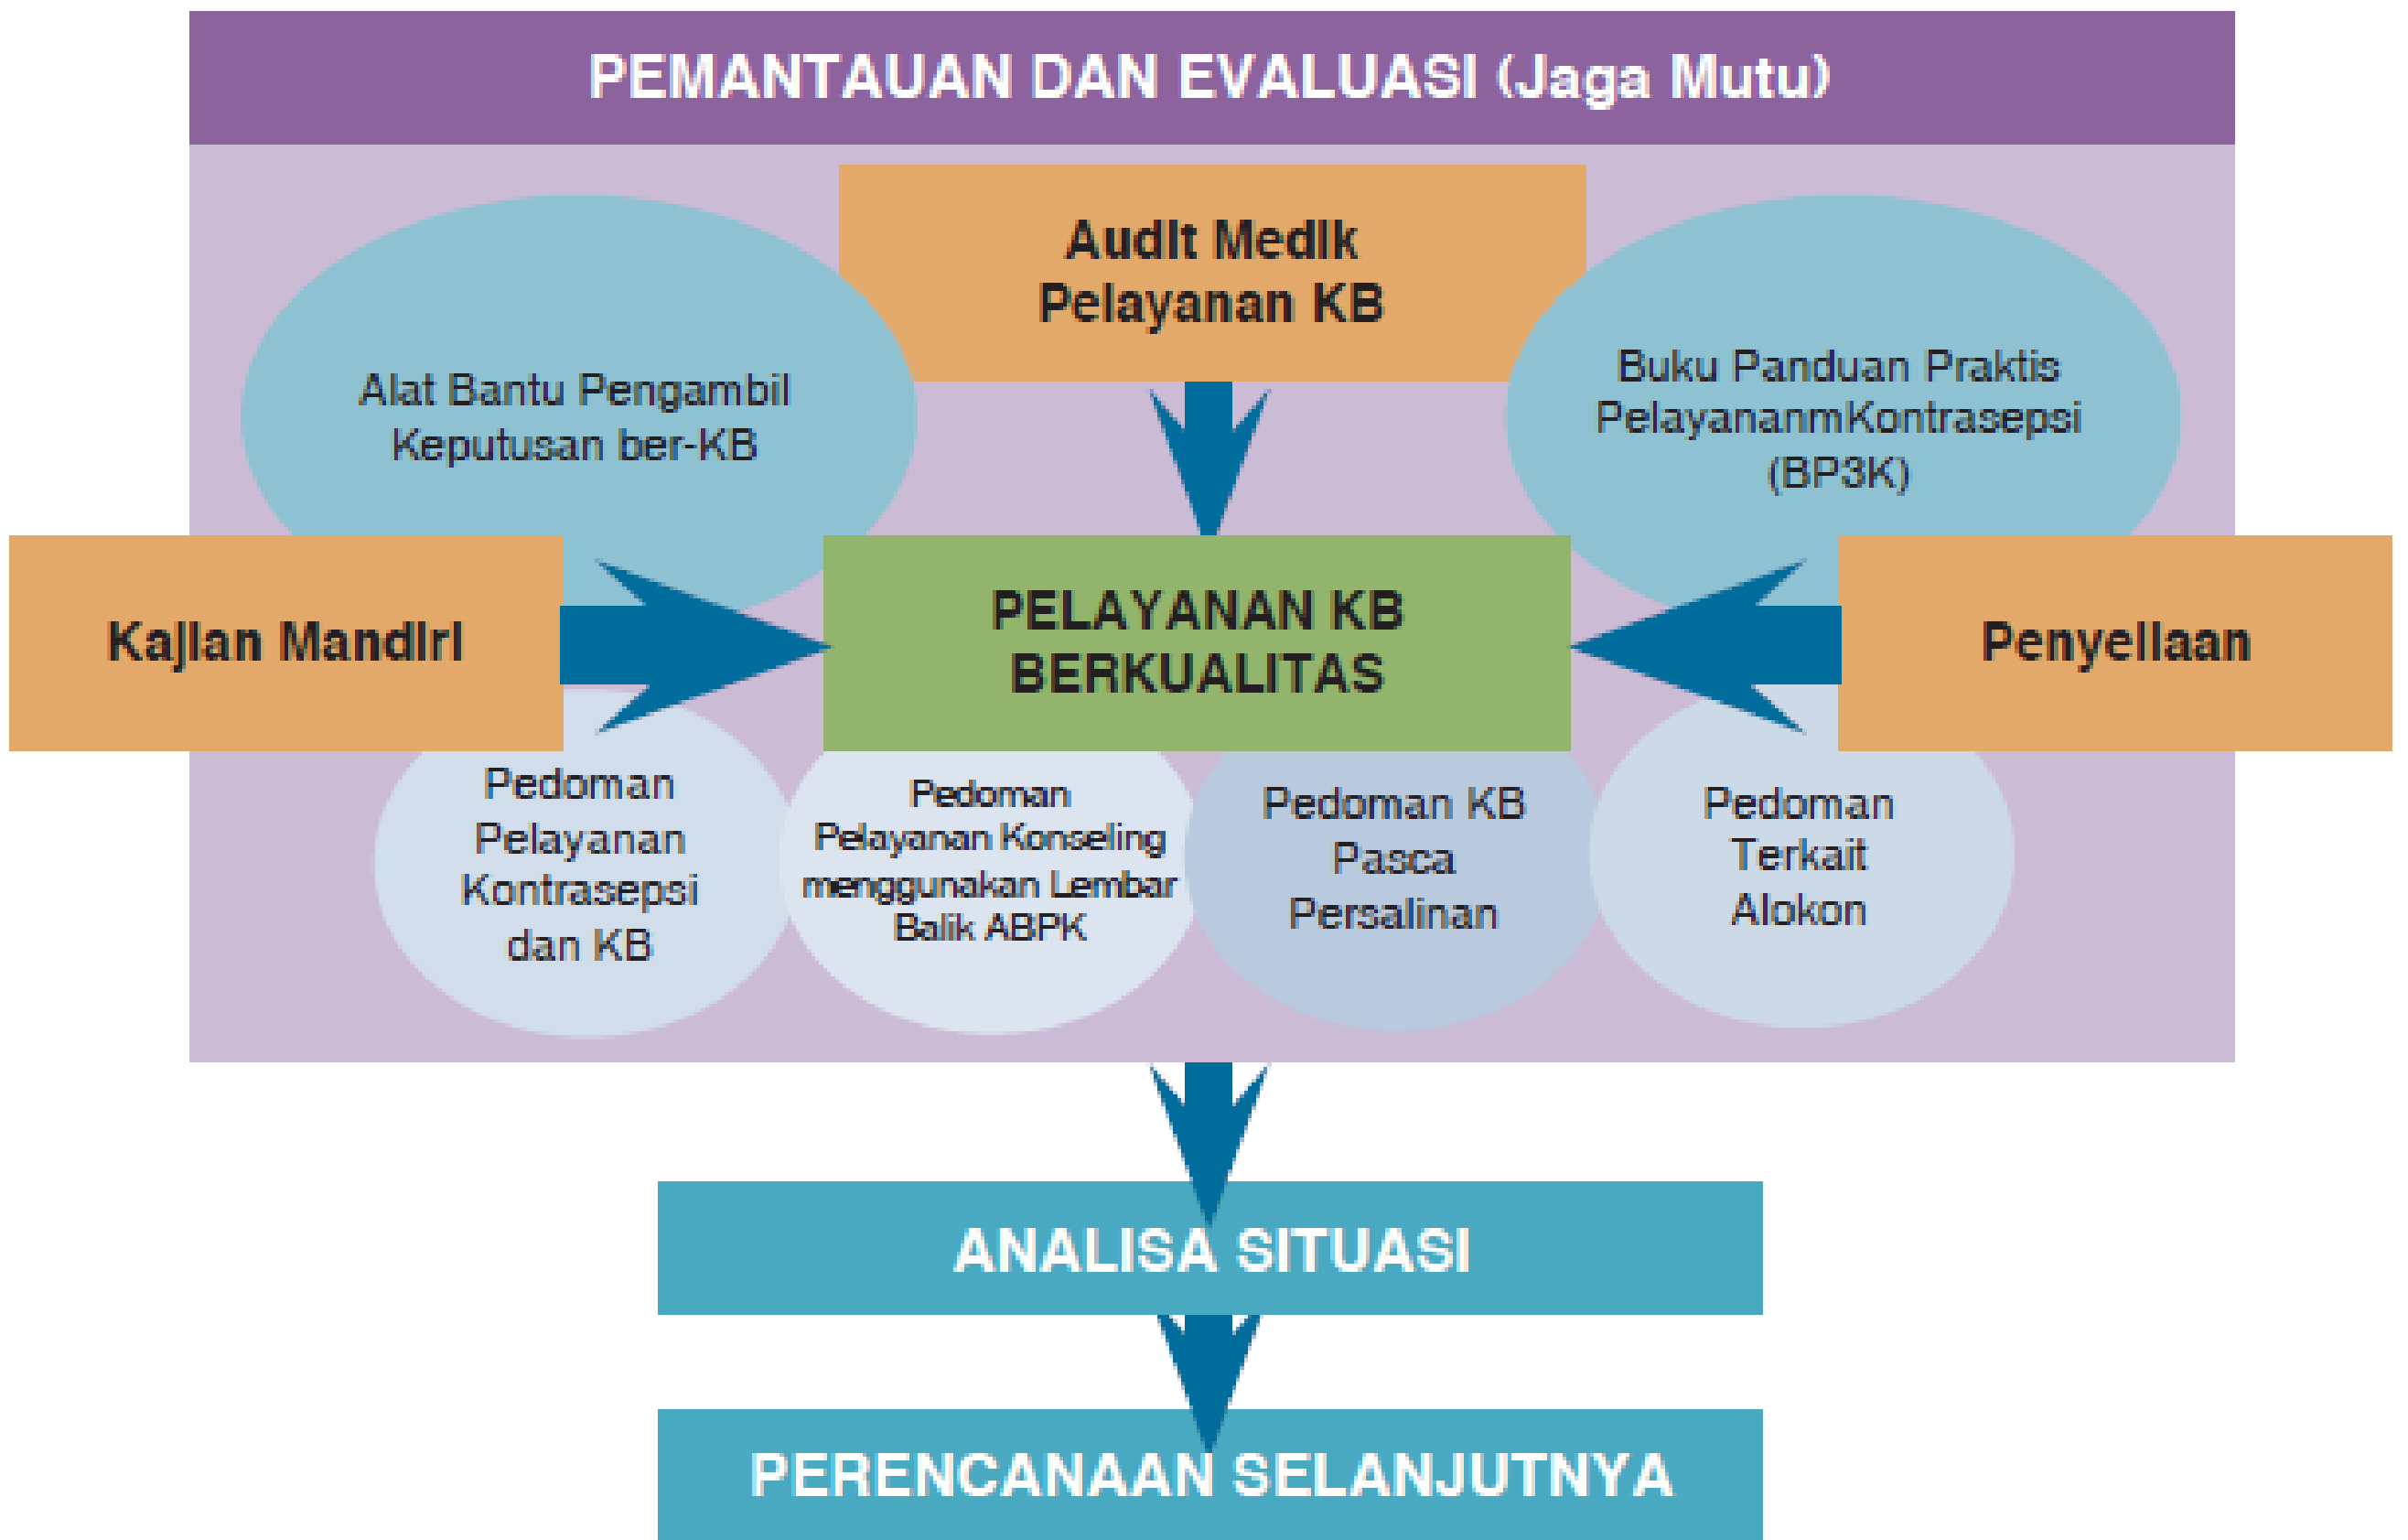 PEMANTAUAN DAN EVALUASI (Jaga Mutu)
Audit Medik
Pelayanan KB
Alat Bantu Pengambil
Keputusan ber-KB
Buku Panduan Praktis
PelayananmKontrasepsi
(BP3K)
Kajian Mandiri
PELAYANAN KB
BERKUALITAS
Penyeliaan
Pedoman
Pelayanan
Kontrasepsi
dan KB
Pedoman
Pelayanan Konseling
menggunakan Lembar
Balik ABPK
Pedoman KB
Pasca
Persalinan
Pedoman
Terkait
Alokon
ANALISA SITUASI
PERENCANAAN SELANJUTNYA